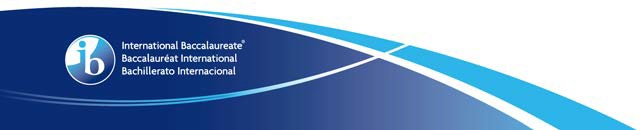 ib
International Baccalaureate®
Baccalauréat International
Bachillerato Internacional